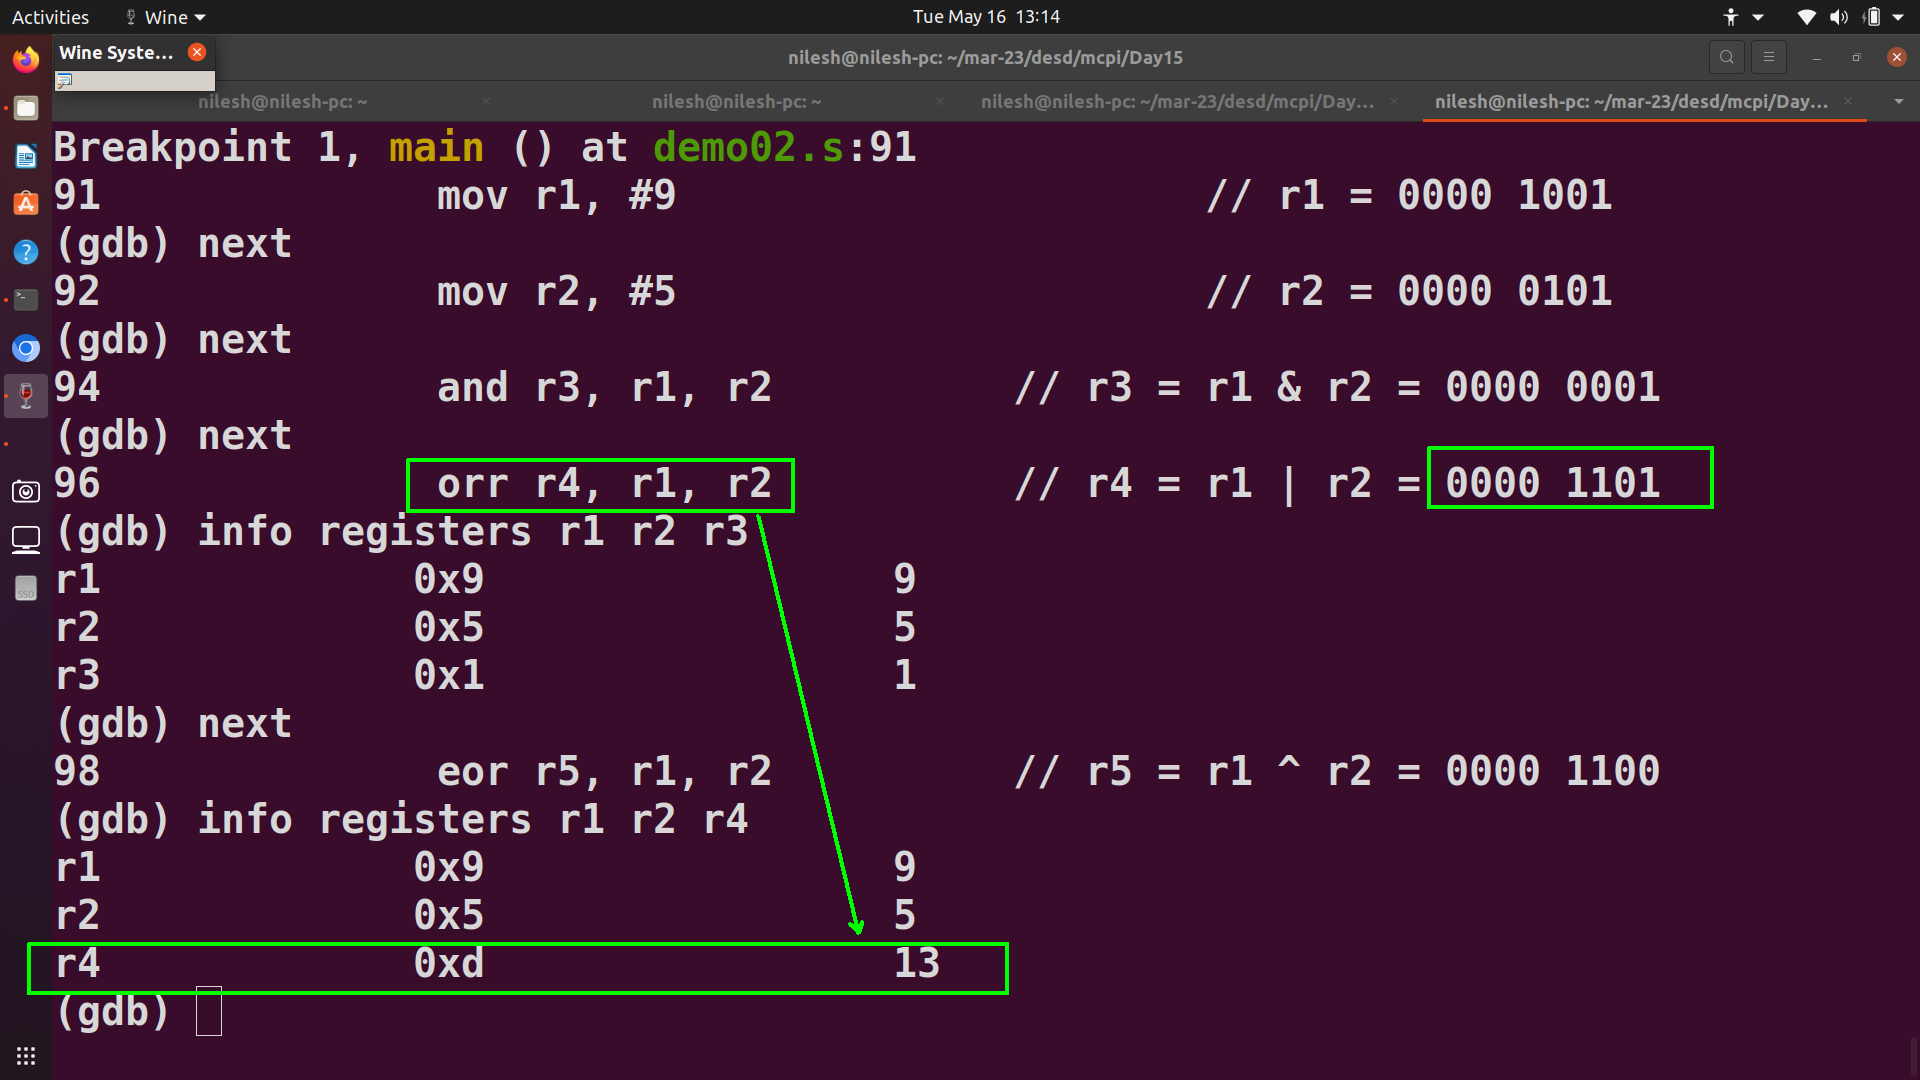 Activities Wine Tue May 16 13:14
Wine Syste...
nilesh@nilesh-pc: ~/mar-23/desd/mcpi/Day15
nilesh@nilesh-pc: ~ nilesh@nilesh-pc: ~ nilesh@nilesh-pc: ~/mar-23/desd/mcpi/Day... nilesh@nilesh-pc: ~/mar-23/desd/mcpi/Day...
Breakpoint 1, main () at demo02.s:91
91 mov r1, #9 // r1 = 0000 1001
(gdb) next
92 mov r2, #5 // r2 = 0000 0101
(gdb) next
94 and r3, r1, r2 // r3 = r1 & r2 = 0000 0001
(gdb) next
96 orr r4, r1, r2 // r4 = r1 | r2 = 0000 1101
(gdb) info registers r1 r2 r3
r1 0x9 9
r2 0x5 5
r3 0x1 1
(gdb) next
98 eor r5, r1, r2 // r5 = r1 ^ r2 = 0000 1100
(gdb) info registers r1 r2 r4
r1 0x9 9
r2 0x5 5
r4 0xd 13
(gdb)
SSD